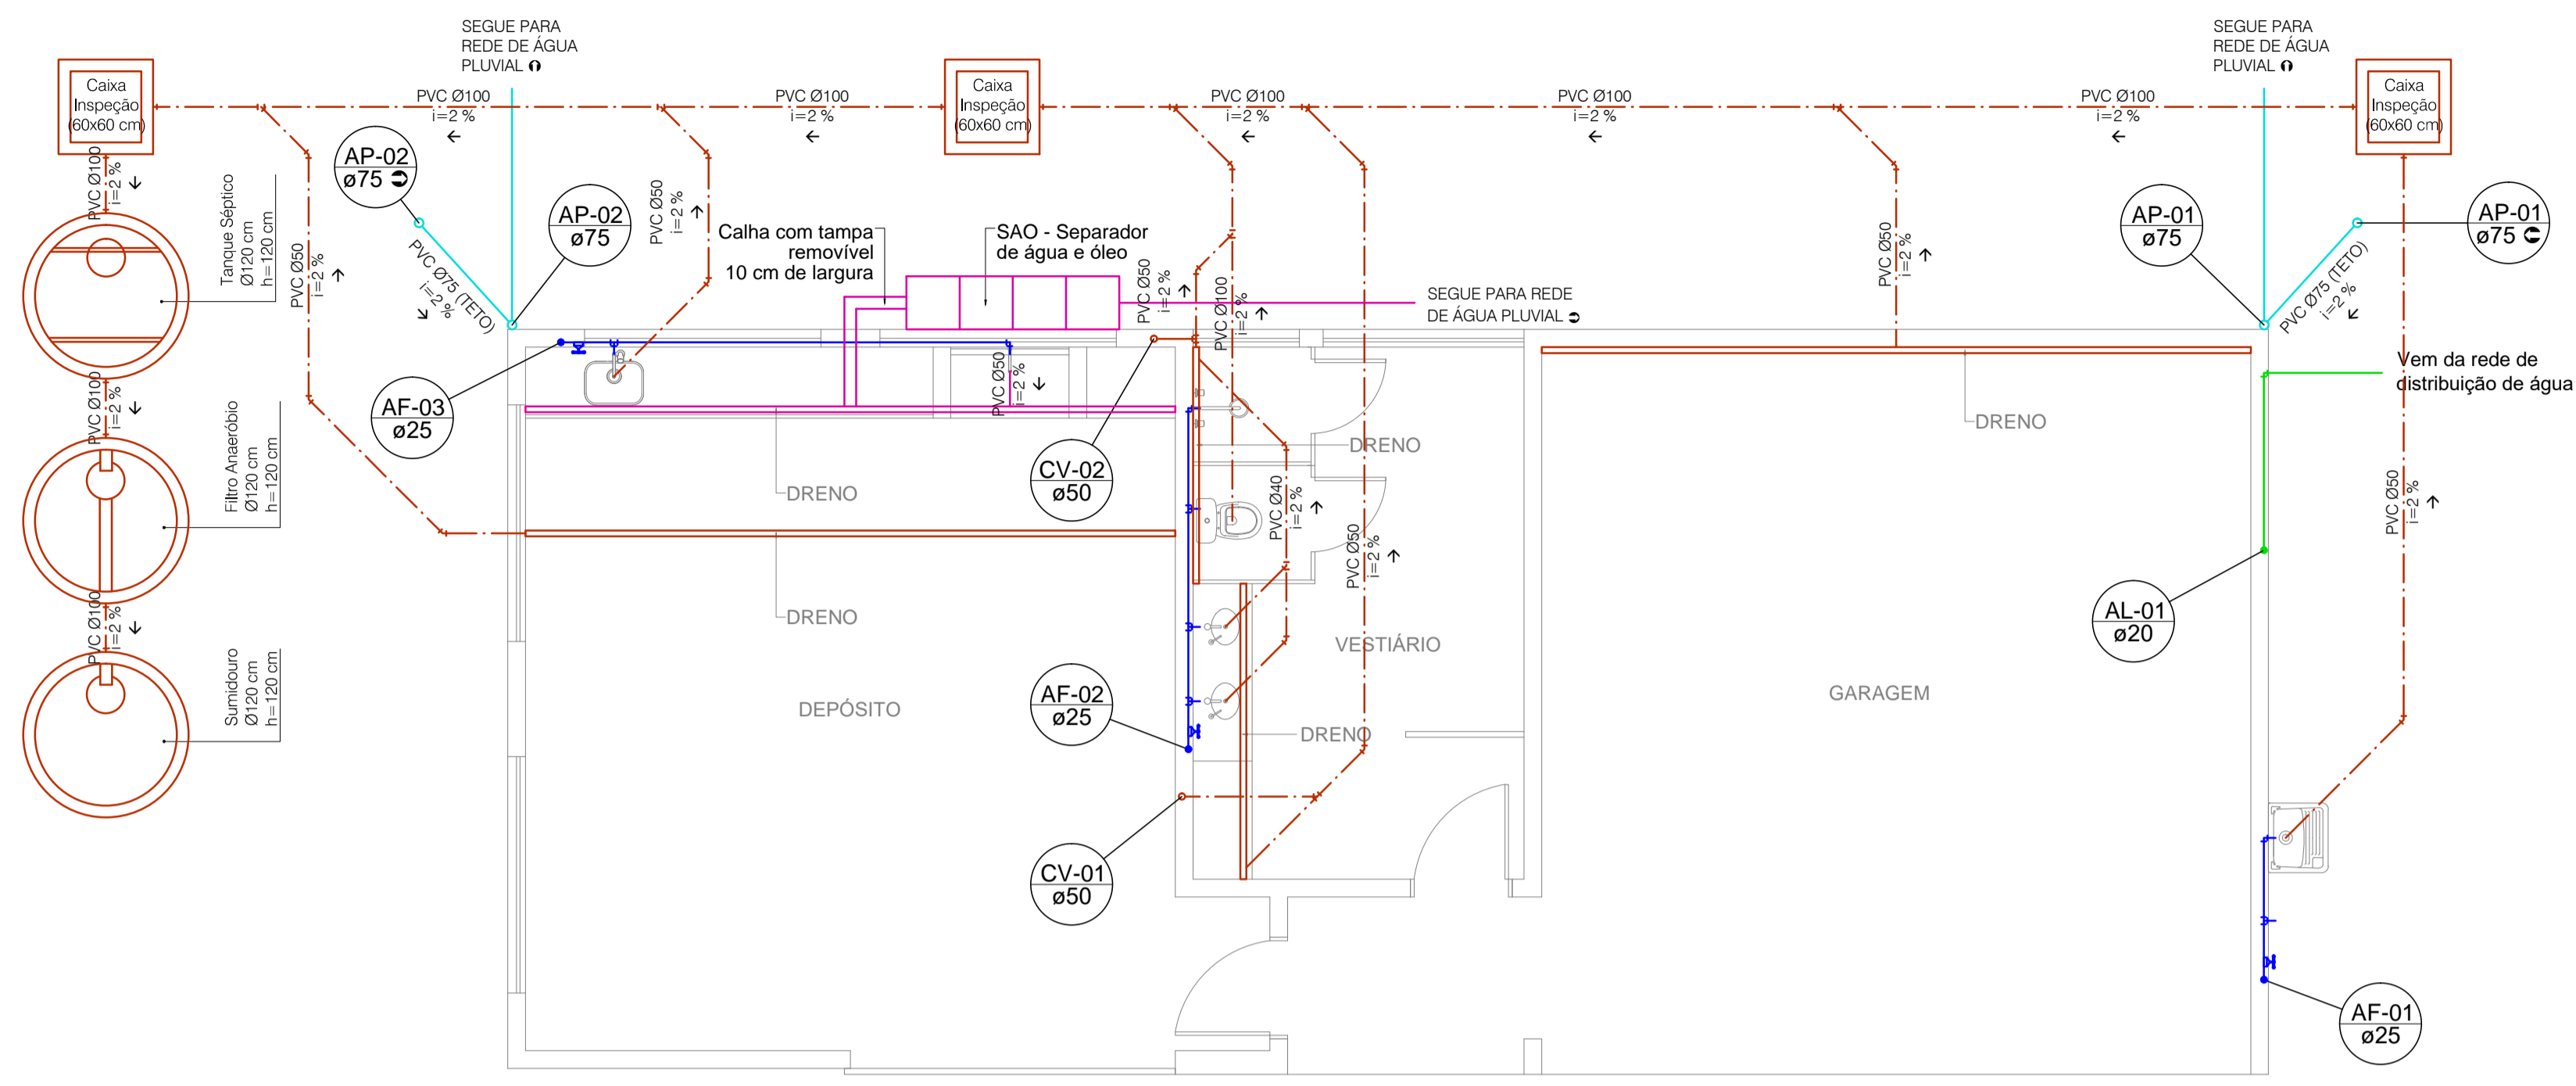 SEGUE PARA
REDE DE ÁGUA
PLUVIAL
SEGUE PARA
REDE DE ÁGUA
PLUVIAL
Caixa
Inspeção
(60x60 cm)
PVC Ø100
i=2 %
PVC Ø100
i=2 %
Caixa
Inspeção
(60x60 cm)
PVC Ø100
i=2 %
PVC Ø100
i=2 %
PVC Ø100
i=2 %
Caixa
Inspeção
(60x60 cm)
PVC Ø100
i=2 %
AP-02
ø75
AP-02
ø75
PVC Ø75 (TETO)
i=2 %
Tanque Séptico
Ø120 cm
h=120 cm
PVC Ø50
i=2 %
PVC Ø50
i=2 %
Calha com tampa
removível
10 cm de largura
SAO - Separador
de água e óleo
PVC Ø50
i=2 %
PVC Ø100
i=2 %
SEGUE PARA REDE
DE ÁGUA PLUVIAL
PVC Ø50
i=2 %
AP-01
ø75
AP-01
ø75
PVC Ø75 (TETO)
i=2 %
Vem da rede de
distribuição de água
PVC Ø100
i=2 %
AF-03
ø25
PVC Ø50
i=2 %
DRENO
DRENO
Filtro Anaeróbio
Ø120 cm
h=120 cm
CV-02
ø50
DRENO
PVC Ø40
i=2 %
PVC Ø50
i=2 %
PVC Ø50
i=2 %
DRENO
PVC Ø100
i=2 %
AL-01
ø20
VESTIÁRIO
Sumidouro
Ø120 cm
h=120 cm
DEPÓSITO
AF-02
ø25
DRENO
GARAGEM
CV-01
ø50
AF-01
ø25